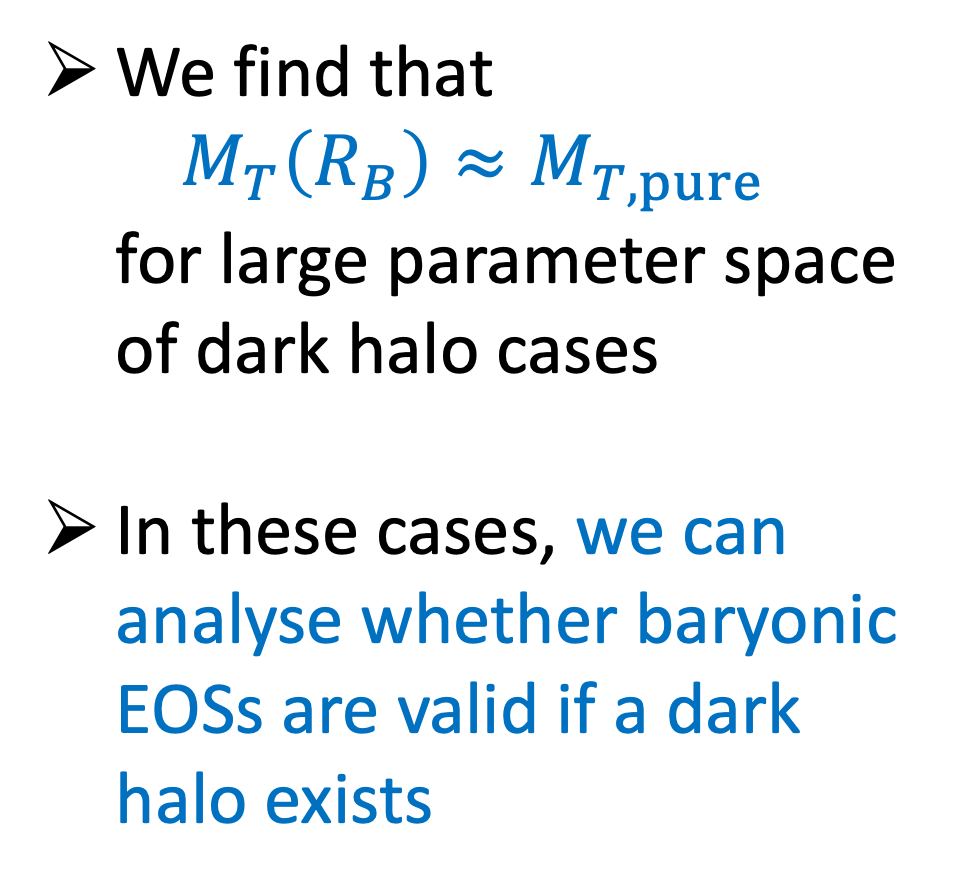 ➢ We find that
M_T(R_B) ≈ M_{T,pure}
for large parameter space
of dark halo cases
➢ In these cases, we can
analyse whether baryonic
EOSs are valid if a dark
halo exists